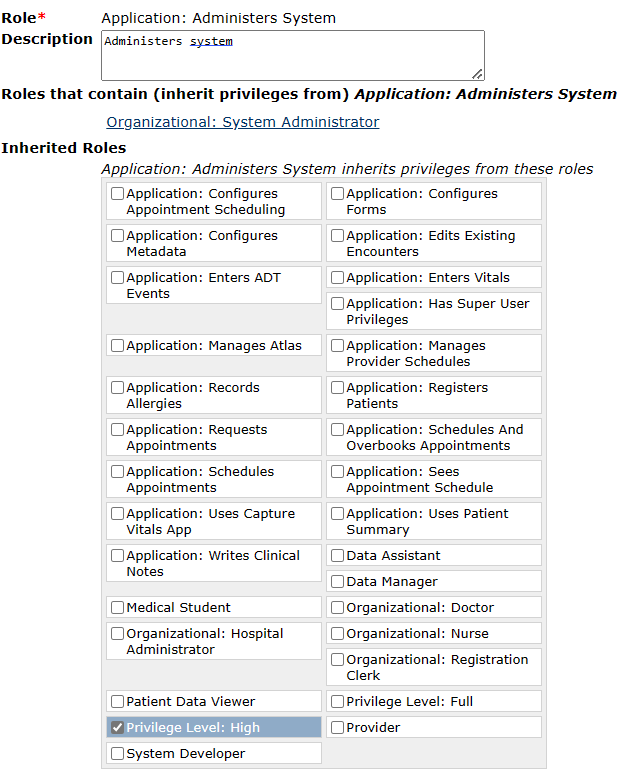 Role* Application: Administers System
Description Administers system
Roles that contain (inherit privileges from) Application: Administers System
Organizational: System Administrator
Inherited Roles
Application: Administers System inherits privileges from these roles
Application: Configures
Appointment Scheduling
Application: Configures
Forms
Application: Configures
Metadata
Application: Edits Existing
Encounters
Application: Enters ADT
Events
Application: Enters Vitals
Application: Has Super User
Privileges
Application: Manages Atlas
Application: Manages
Provider Schedules
Application: Records
Allergies
Application: Registers
Patients
Application: Requests
Appointments
Application: Schedules And
Overbooks Appointments
Application: Schedules
Appointments
Application: Sees
Appointment Schedule
Application: Uses Capture
Vitals App
Application: Uses Patient
Summary
Application: Writes Clinical
Notes
Data Assistant
Data Manager
Medical Student
Organizational: Doctor
Organizational: Hospital
Administrator
Organizational: Nurse
Organizational: Registration
Clerk
Patient Data Viewer
Privilege Level: Full
Privilege Level: High
Provider
System Developer